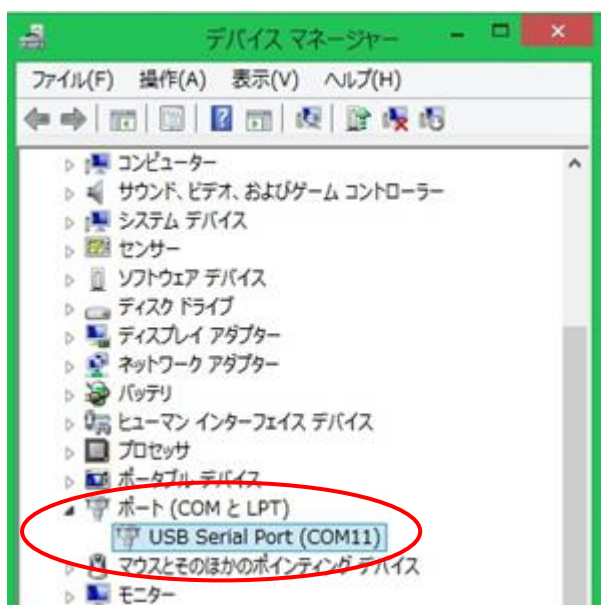 デバイス マネージャー
ファイル(F) 操作(A) 表示(V) ヘルプ(H)
コンピューター
サウンド、ビデオ、およびゲーム コントローラー
システム デバイス
センサー
ソフトウェア デバイス
ディスク ドライブ
ディスプレイ アダプター
ネットワーク アダプター
バッテリ
ヒューマン インターフェイス デバイス
プロセッサ
ポータブル デバイス
ポート (COM と LPT)
USB Serial Port (COM11)
マウスとそのほかのポインティング デバイス
モニター